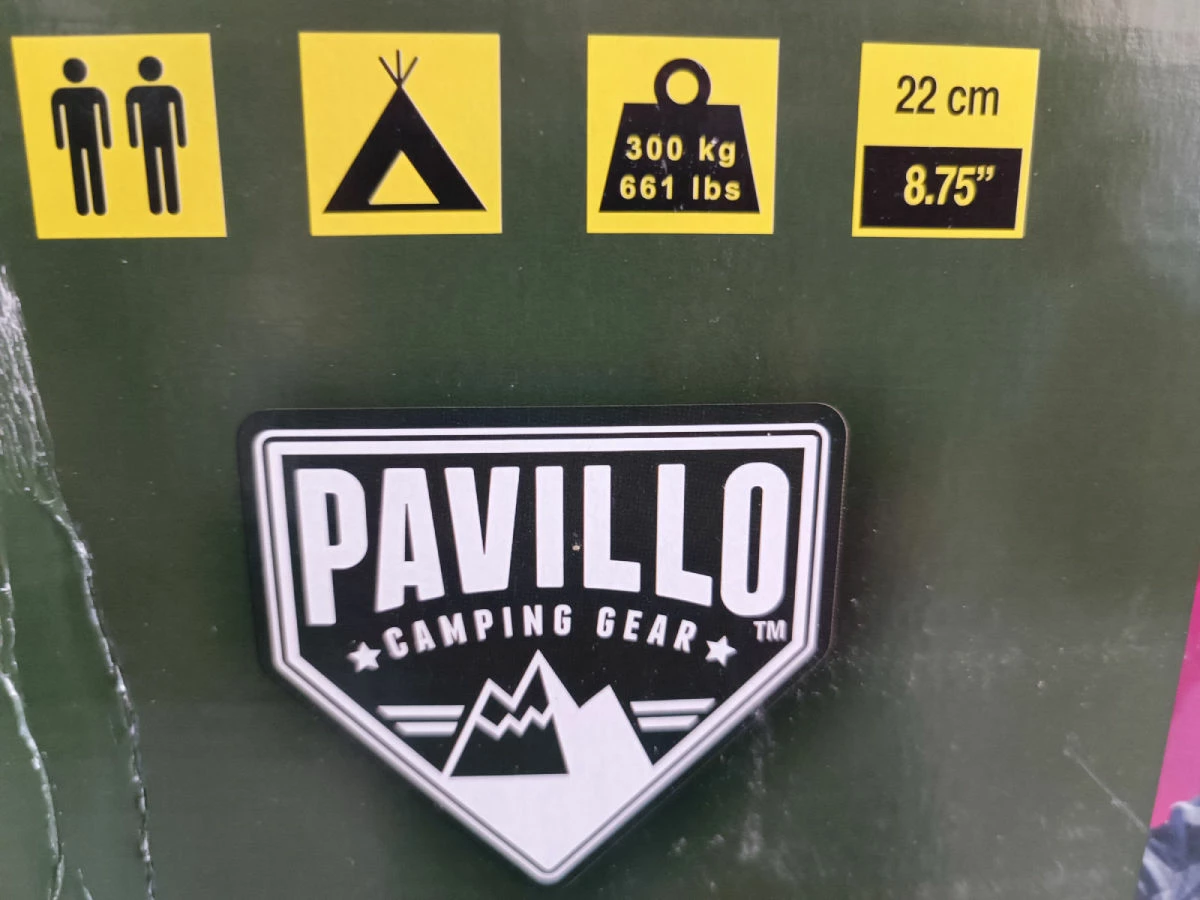 300 kg
661 lbs
22 cm
8.75”
PAVILLO
TM
CAMPING GEAR